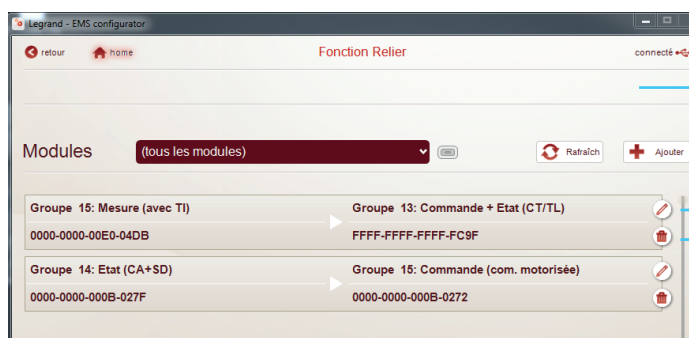 Legrand - EMS configurator
retour home Fonction Relier connecté
Modules (tous les modules) Rafraîch Ajouter
Groupe 15: Mesure (avec TI) Groupe 13: Commande + Etat (CT/TL)
0000-0000-00E0-04DB FFFF-FFFF-FFFF-FC9F
Groupe 14: Etat (CA+SD) Groupe 15: Commande (com. motorisée)
0000-0000-000B-027F 0000-0000-000B-0272